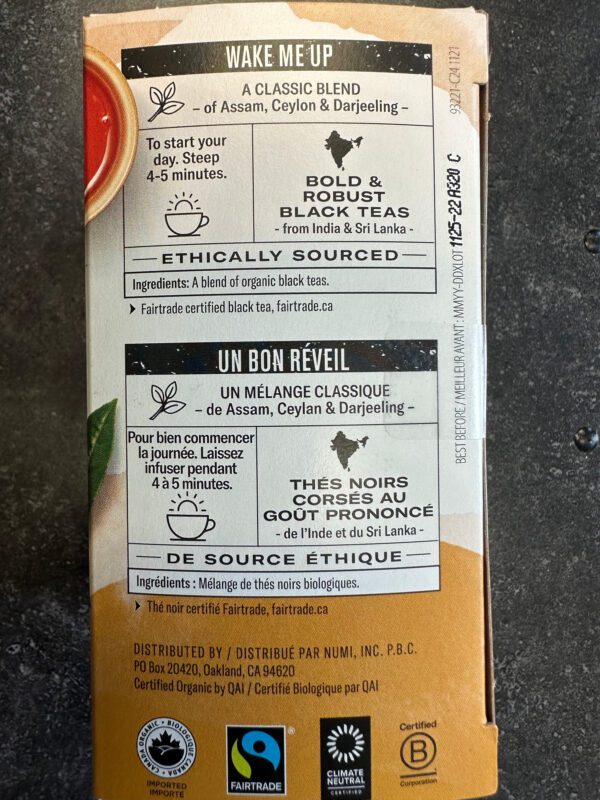 WAKE ME UP
A CLASSIC BLEND
– of Assam, Ceylon & Darjeeling –
To start your
day. Steep
4-5 minutes.
BOLD &
ROBUST
BLACK TEAS
- from India & Sri Lanka -
ETHICALLY SOURCED
Ingredients: A blend of organic black teas.
Fairtrade certified black tea, fairtrade.ca
UN BON RÉVEIL
UN MÉLANGE CLASSIQUE
– de Assam, Ceylan & Darjeeling –
Pour bien commencer
la journée. Laissez
infuser pendant
4 à 5 minutes.
THÉS NOIRS
CORSÉS AU
GOÛT PRONONCÉ
- de l'Inde et du Sri Lanka -
DE SOURCE ÉTHIQUE
Ingrédients : Mélange de thés noirs biologiques.
Thé noir certifié Fairtrade, fairtrade.ca
DISTRIBUTED BY / DISTRIBUÉ PAR NUMI, INC. P.B.C.
PO Box 20420, Oakland, CA 94620
Certified Organic by QAI / Certifié Biologique par QAI
CANADA ORGANIC • BIOLOGIQUE CANADA
IMPORTED
IMPORTÉ
FAIRTRADE
®
CLIMATE
NEUTRAL
CERTIFIED
Certified
B
Corporation
BEST BEFORE / MEILLEUR AVANT : MMYY-DDXLOT 1125-22 A320 C
93221-C24 1121